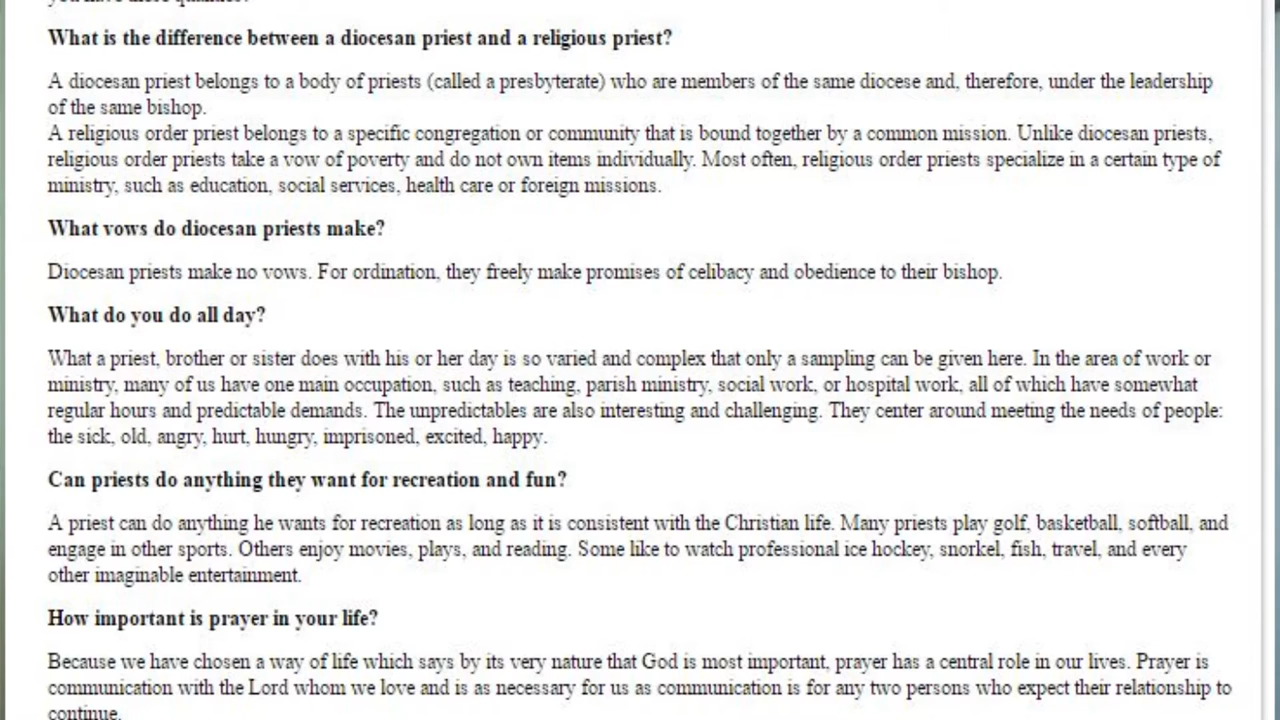 What is the difference between a diocesan priest and a religious priest?
A diocesan priest belongs to a body of priests (called a presbyterate) who are members of the same diocese and, therefore, under the leadership
of the same bishop.
A religious order priest belongs to a specific congregation or community that is bound together by a common mission. Unlike diocesan priests,
religious order priests take a vow of poverty and do not own items individually. Most often, religious order priests specialize in a certain type of
ministry, such as education, social services, health care or foreign missions.
What vows do diocesan priests make?
Diocesan priests make no vows. For ordination, they freely make promises of celibacy and obedience to their bishop.
What do you do all day?
What a priest, brother or sister does with his or her day is so varied and complex that only a sampling can be given here. In the area of work or
ministry, many of us have one main occupation, such as teaching, parish ministry, social work, or hospital work, all of which have somewhat
regular hours and predictable demands. The unpredictables are also interesting and challenging. They center around meeting the needs of people:
the sick, old, angry, hurt, hungry, imprisoned, excited, happy.
Can priests do anything they want for recreation and fun?
A priest can do anything he wants for recreation as long as it is consistent with the Christian life. Many priests play golf, basketball, softball, and
engage in other sports. Others enjoy movies, plays, and reading. Some like to watch professional ice hockey, snorkel, fish, travel, and every
other imaginable entertainment.
How important is prayer in your life?
Because we have chosen a way of life which says by its very nature that God is most important, prayer has a central role in our lives. Prayer is
communication with the Lord whom we love and is as necessary for us as communication is for any two persons who expect their relationship to
continue.